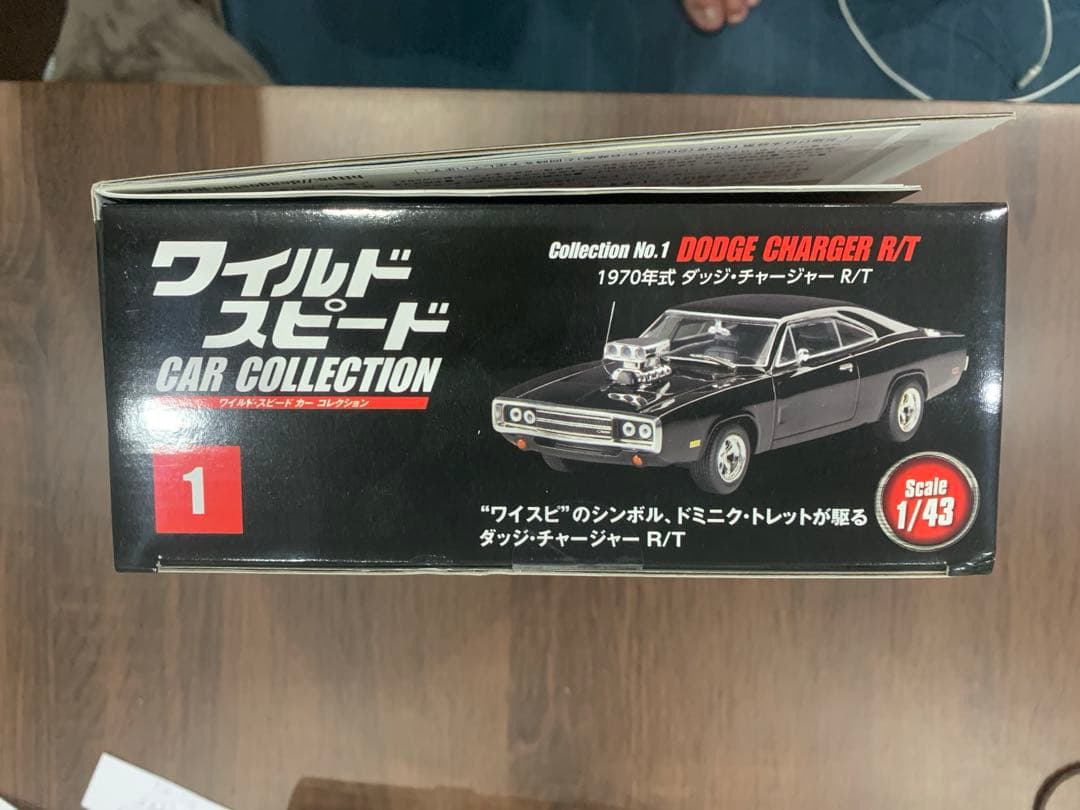 ワイルド
スピード
CAR COLLECTION
ワイルド・スピード カー コレクション
1
Collection No.1 DODGE CHARGER R/T
1970年式 ダッジ・チャージャー R/T
“ワイスピ”のシンボル、ドミニク・トレットが駆る
ダッジ・チャージャー R/T
Scale
1/43